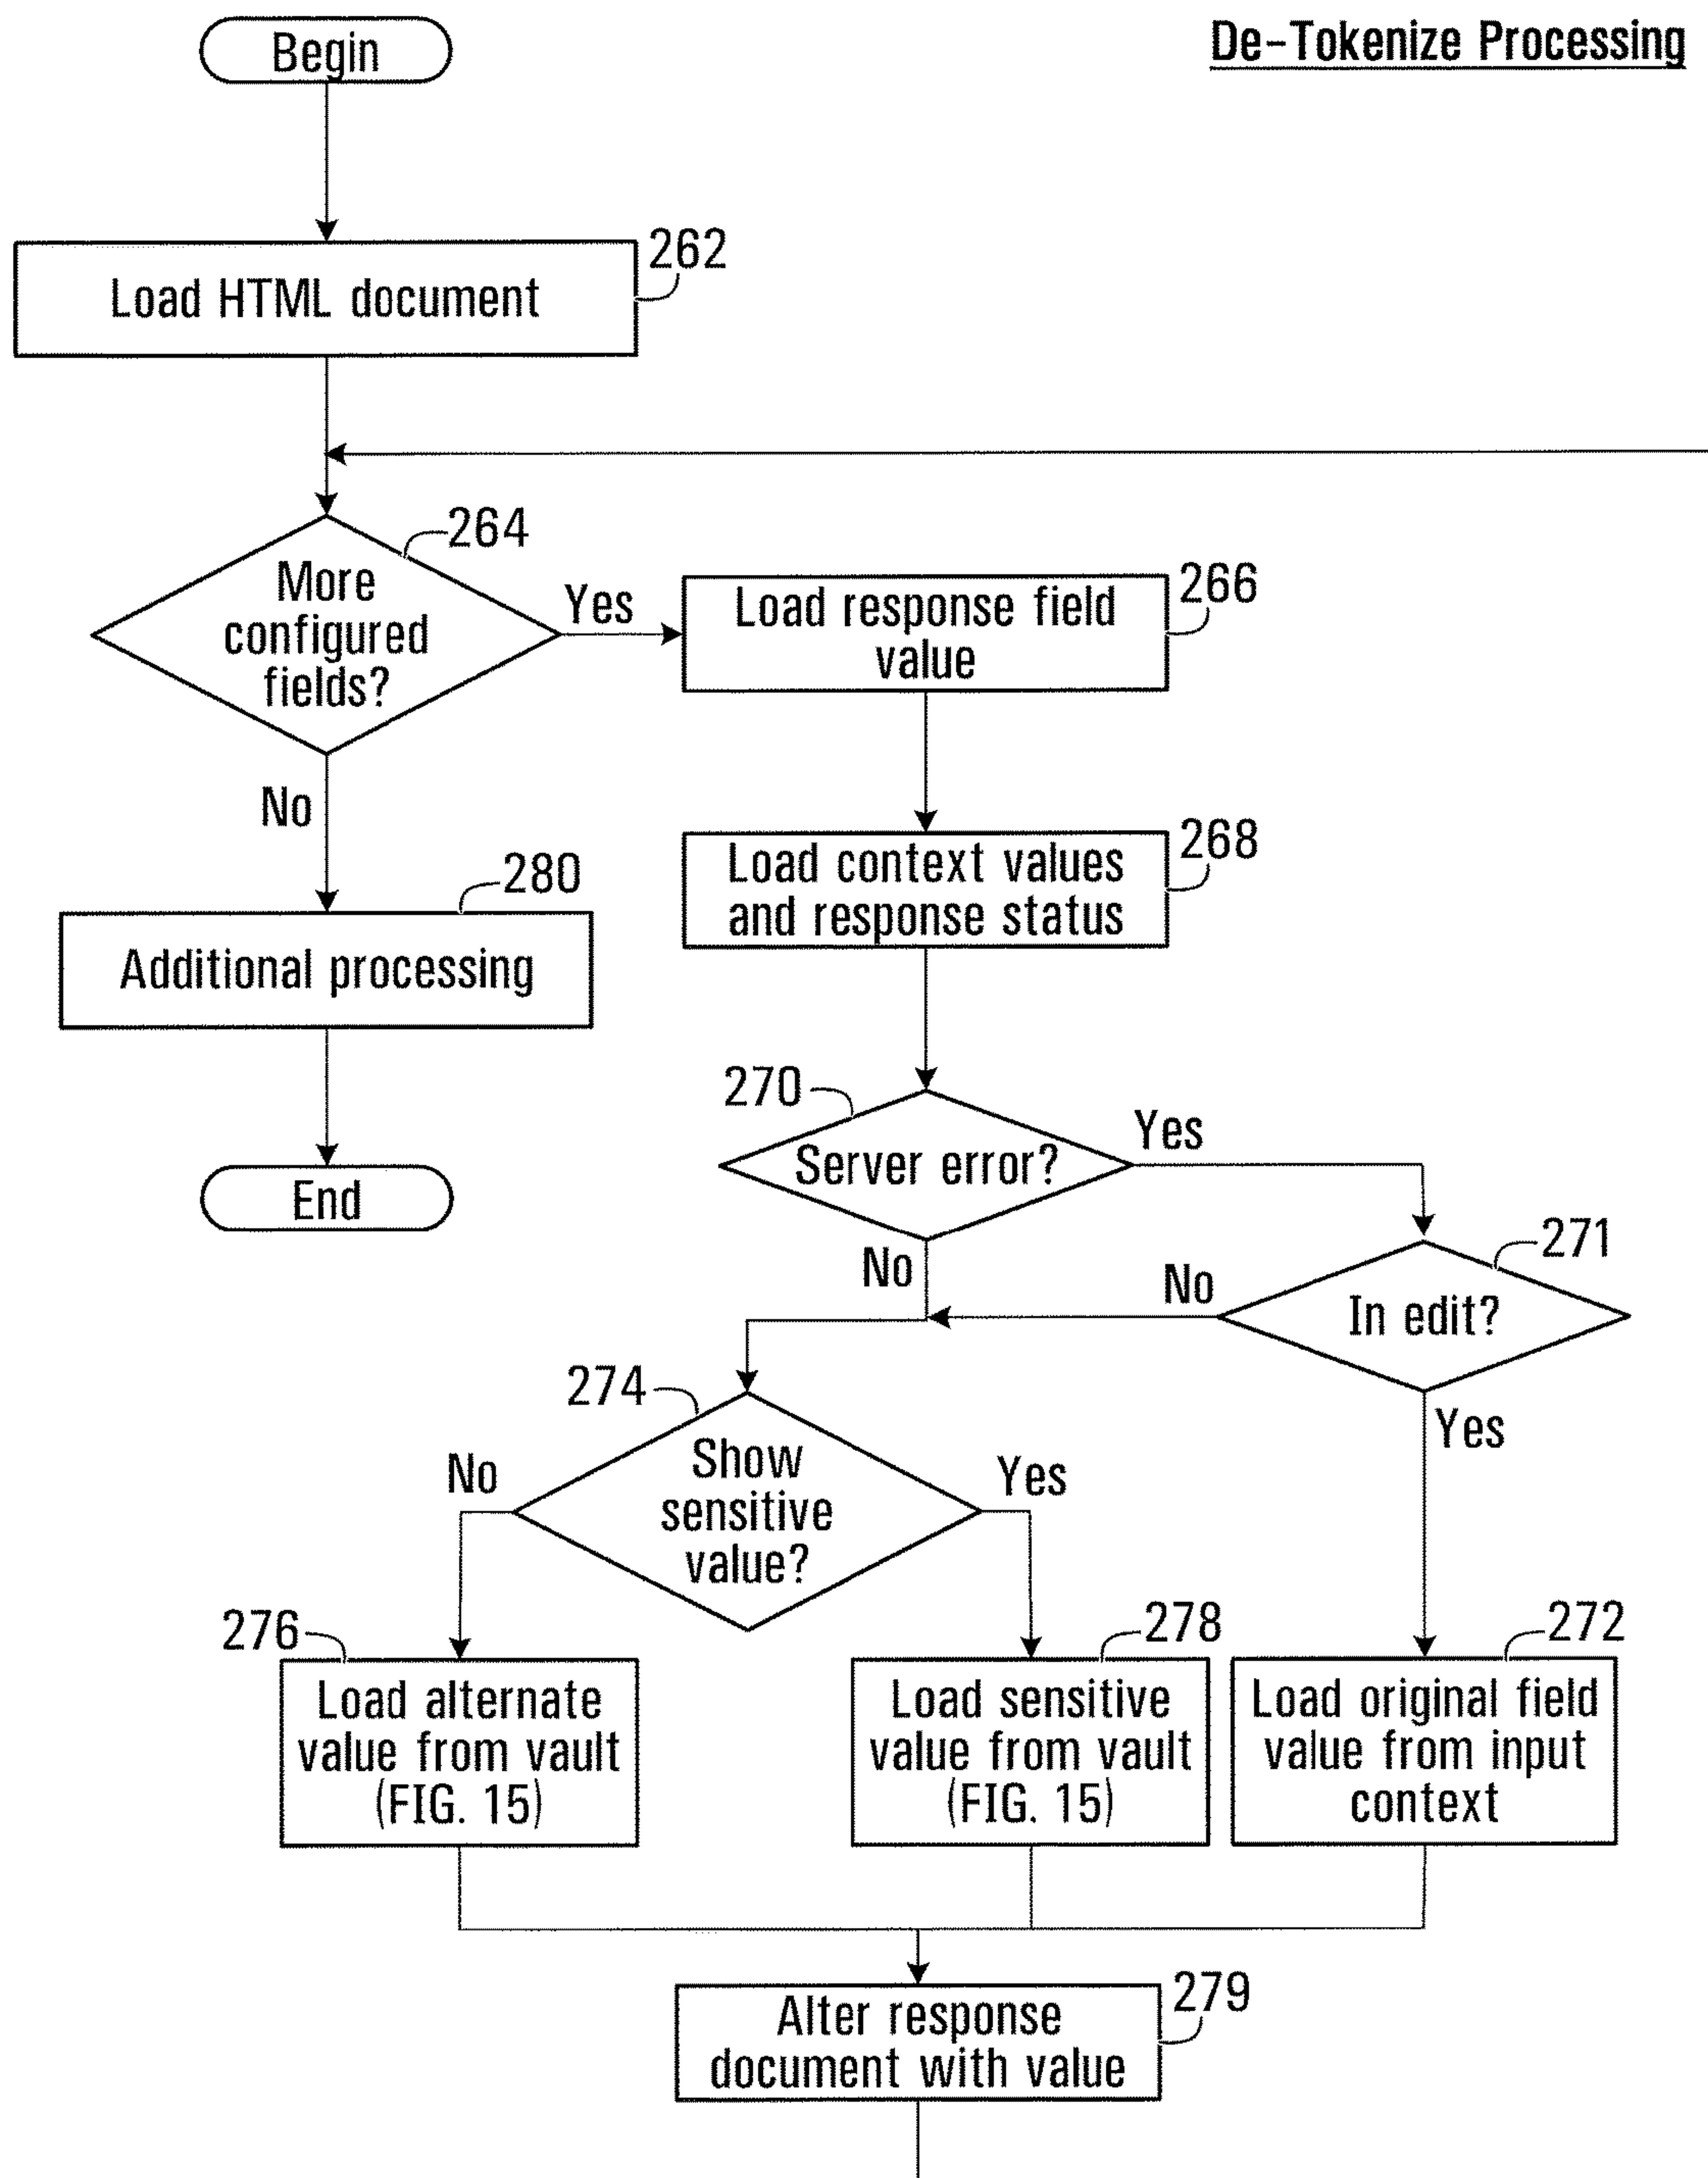 De-Tokenize Processing
Begin
262
Load HTML document
264
More
configured
fields?
Yes
No
266
Load response field
value
268
Load context values
and response status
280
Additional processing
End
270
Server error?
Yes
No
271
In edit?
No
Yes
274
Show
sensitive
value?
No
Yes
276
Load alternate
value from vault
(FIG. 15)
278
Load sensitive
value from vault
(FIG. 15)
272
Load original field
value from input
context
279
Alter response
document with value